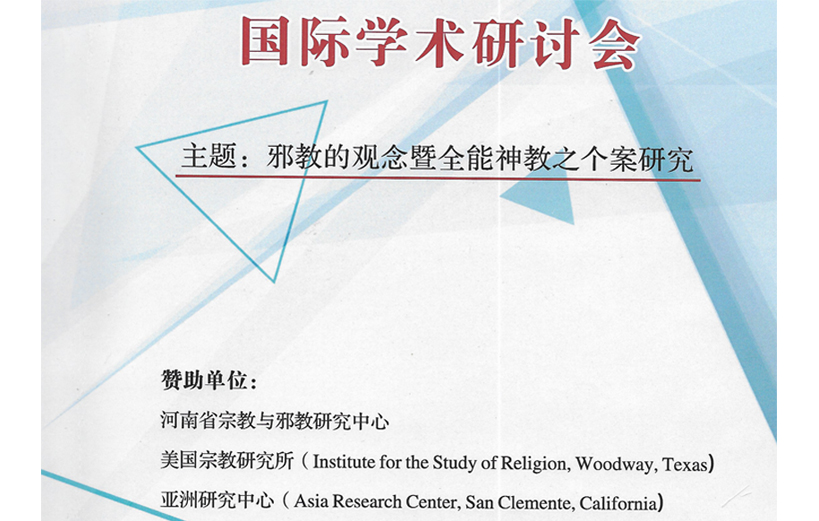 国际学术研讨会
主题：邪教的观念暨全能神教之个案研究
赞助单位：
河南省宗教与邪教研究中心
美国宗教研究所（Institute for the Study of Religion, Woodway, Texas）
亚洲研究中心（Asia Research Center, San Clemente, California）